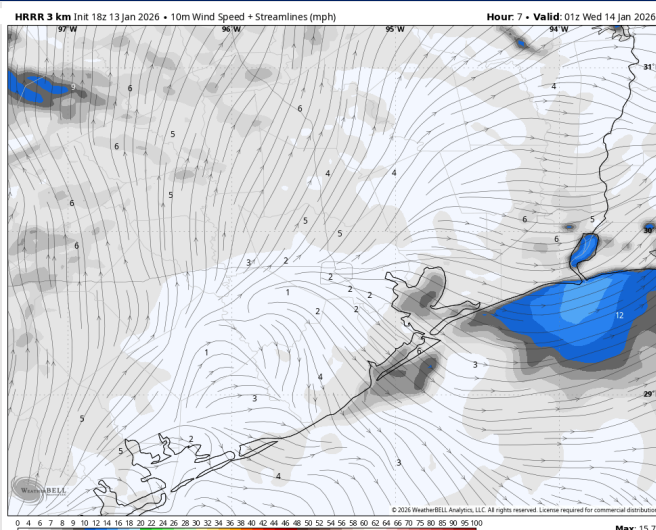 HRRR 3 km Init 18z 13 Jan 2026 • 10m Wind Speed + Streamlines (mph)
Hour: 7 • Valid: 01z Wed 14 Jan 2026
97°W 96°W 95°W 94°W
31°
9 6 4
6
5
6
4 4
5
6
5 6 5
5 6 30°
6
3 2
2
1 2 2
2 2 12
1 6
3
4
3 29°
5
2
5
3
4
WeatherBELL
© 2026 WeatherBELL Analytics, LLC. All rights reserved. License required for commercial distribution
0 4 6 7 8 9 10 12 14 16 18 20 22 24 26 28 30 32 34 36 38 40 42 44 46 48 50 52 54 56 58 60 65 70 75 80 85 90 95 100
Max: 15.7